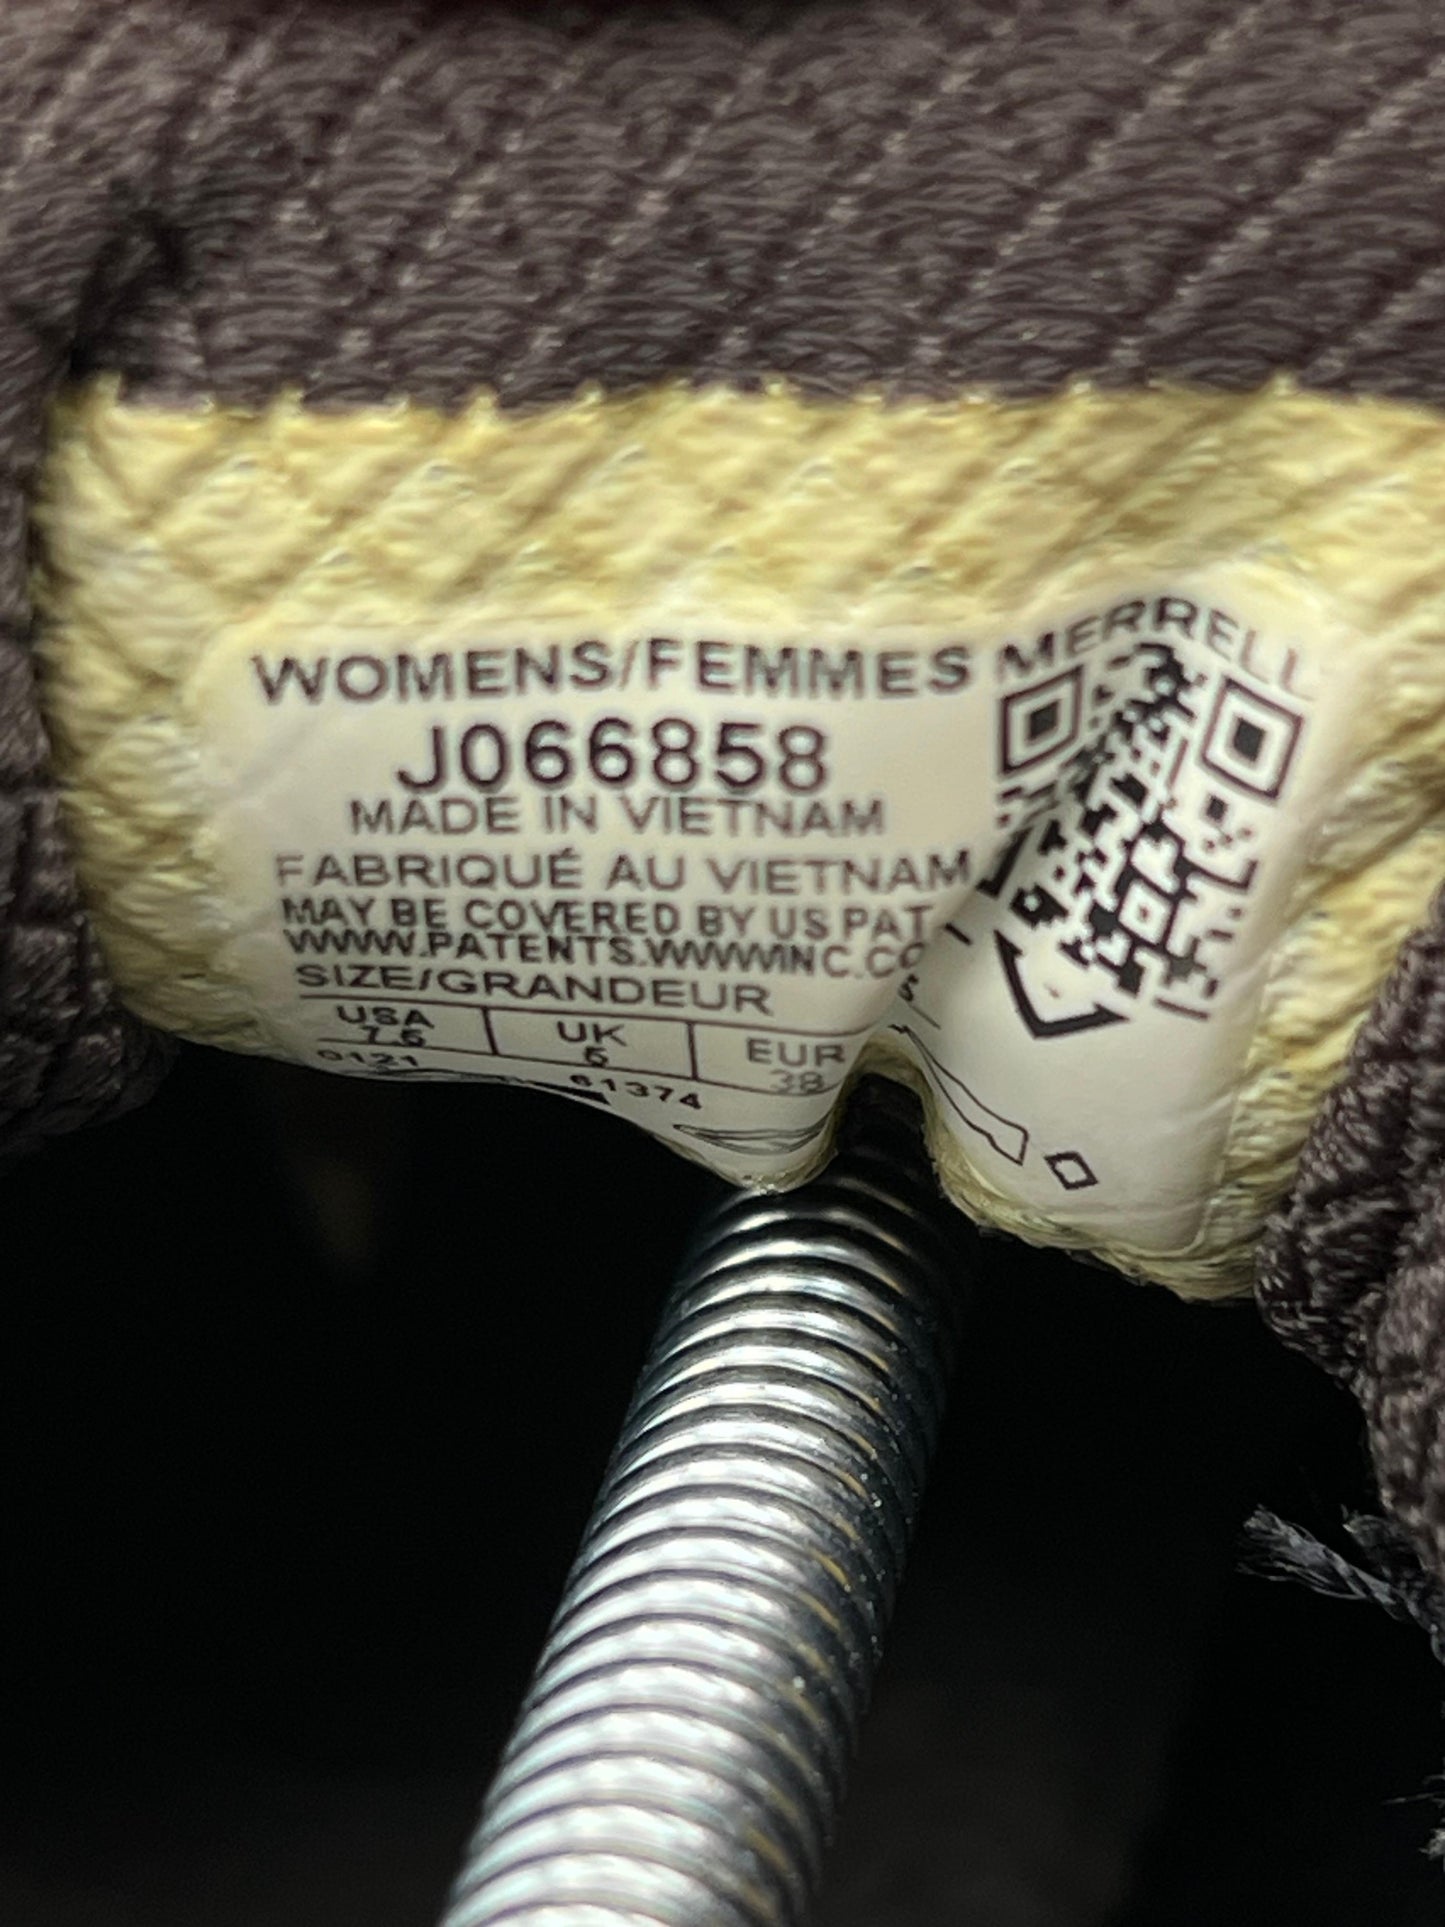 WOMENS/FEMMES MERRELL
J066858
MADE IN VIETNAM
FABRIQUÉ AU VIETNAM
MAY BE COVERED BY US PAT
WWW.PATENTS.WWWINC.CO
SIZE/GRANDEUR
USA UK EUR
7.5 5 38
0121 61374